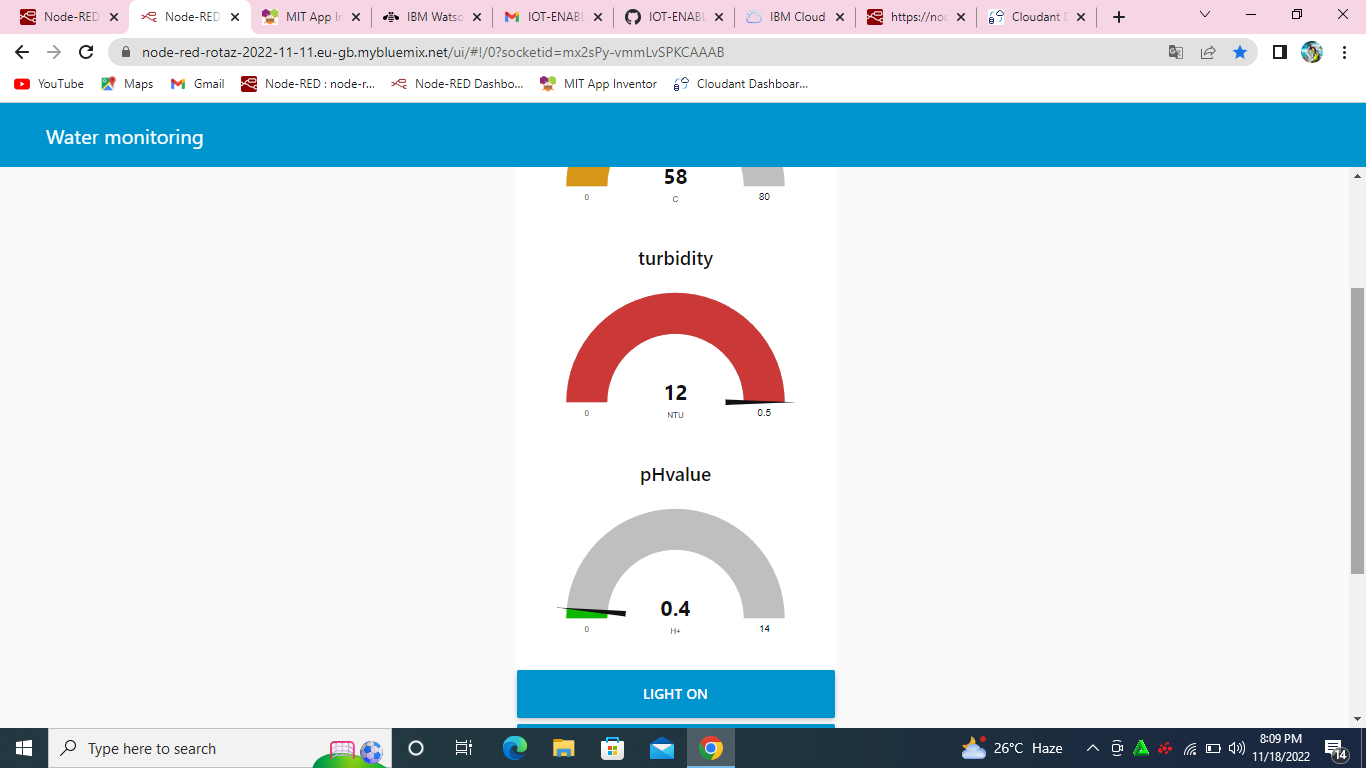 Node-RED
Node-RED
MIT App In
IBM Watso
IOT-ENABL
IOT-ENABL
IBM Cloud
https://noc
Cloudant D
node-red-rotaz-2022-11-11.eu-gb.mybluemix.net/ui/#!/0?socketid=mx2sPy-vmmLvSPKCAAAB
YouTube
Maps
Gmail
Node-RED : node-r...
Node-RED Dashbo...
MIT App Inventor
Cloudant Dashboar...
Water monitoring
58
0
C
80
turbidity
12
0
NTU
0.5
pHvalue
0.4
0
H+
14
LIGHT ON
Type here to search
26°C Haze
8:09 PM
11/18/2022
14